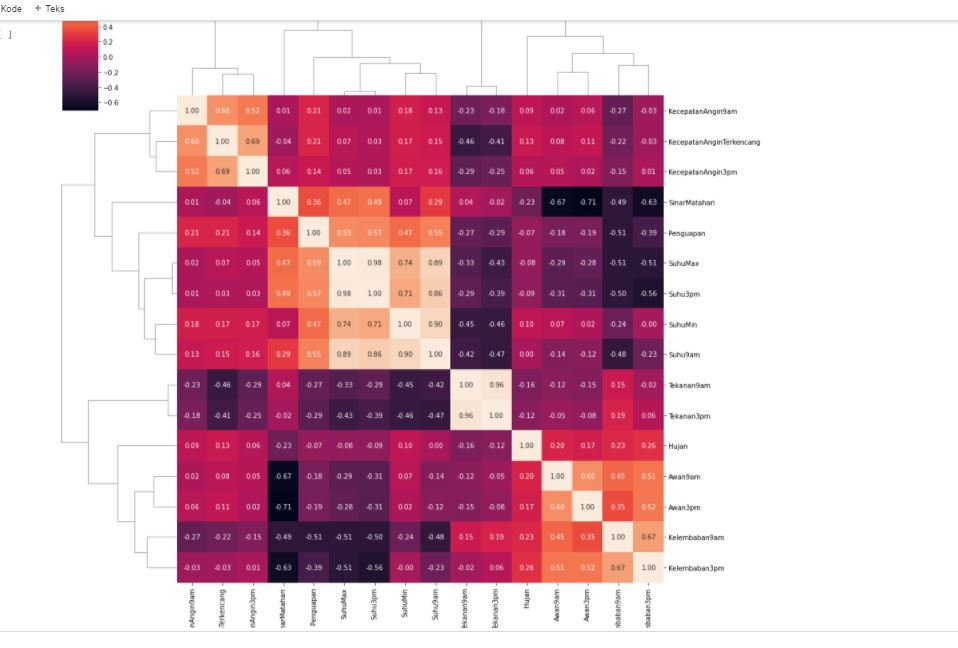 Kode + Teks
[ ]
0.4
0.2
0.0
−0.2
−0.4
−0.6
1.00 0.60 0.52 0.01 0.21 0.02 0.01 0.18 0.13 -0.23 -0.18 0.09 0.02 0.06 -0.27 -0.03 KecepatanAngin9am
0.60 1.00 0.69 -0.04 0.21 0.07 0.03 0.17 0.15 -0.46 -0.41 0.13 0.08 0.11 -0.22 -0.03 KecepatanAnginTerkencang
0.52 0.69 1.00 0.06 0.14 0.05 0.03 0.17 0.16 -0.29 -0.25 0.06 0.05 0.02 -0.15 0.01 KecepatanAngin3pm
0.01 -0.04 0.06 1.00 0.36 0.47 0.49 0.07 0.29 0.04 -0.02 -0.23 -0.67 -0.71 -0.49 -0.63 SinarMatahari
0.21 0.21 0.14 0.36 1.00 0.59 0.57 0.47 0.55 -0.27 -0.29 -0.07 -0.18 -0.19 -0.51 -0.39 Penguapan
0.02 0.07 0.05 0.47 0.59 1.00 0.98 0.74 0.89 -0.33 -0.43 -0.08 -0.29 -0.28 -0.51 -0.51 SuhuMax
0.01 0.03 0.03 0.49 0.57 0.98 1.00 0.71 0.86 -0.29 -0.39 -0.09 -0.31 -0.31 -0.50 -0.56 Suhu3pm
0.18 0.17 0.17 0.07 0.47 0.74 0.71 1.00 0.90 -0.45 -0.46 0.10 0.07 0.02 -0.24 -0.00 SuhuMin
0.13 0.15 0.16 0.29 0.55 0.89 0.86 0.90 1.00 -0.42 -0.47 0.00 -0.14 -0.12 -0.48 -0.23 Suhu9am
-0.23 -0.46 -0.29 0.04 -0.27 -0.33 -0.29 -0.45 -0.42 1.00 0.96 -0.16 -0.12 -0.15 0.15 -0.02 Tekanan9am
-0.18 -0.41 -0.25 -0.02 -0.29 -0.43 -0.39 -0.46 -0.47 0.96 1.00 -0.12 -0.05 -0.08 0.19 0.06 Tekanan3pm
0.09 0.13 0.06 -0.23 -0.07 -0.08 -0.09 0.10 0.00 -0.16 -0.12 1.00 0.20 0.17 0.23 0.26 Hujan
0.02 0.08 0.05 -0.67 -0.18 -0.29 -0.31 0.07 -0.14 -0.12 -0.05 0.20 1.00 0.60 0.45 0.51 Awan9am
0.06 0.11 0.02 -0.71 -0.19 -0.28 -0.31 0.02 -0.12 -0.15 -0.08 0.17 0.60 1.00 0.35 0.52 Awan3pm
-0.27 -0.22 -0.15 -0.49 -0.51 -0.51 -0.50 -0.24 -0.48 0.15 0.19 0.23 0.45 0.35 1.00 0.67 Kelembaban9am
-0.03 -0.03 0.01 -0.63 -0.39 -0.51 -0.56 -0.00 -0.23 -0.02 0.06 0.26 0.51 0.52 0.67 1.00 Kelembaban3pm
nAngin9am
Terkencang
nAngin3pm
arMatahari
Penguapan
SuhuMax
Suhu3pm
SuhuMin
Suhu9am
ekanan9am
ekanan3pm
Hujan
Awan9am
Awan3pm
nbaban9am
nbaban3pm